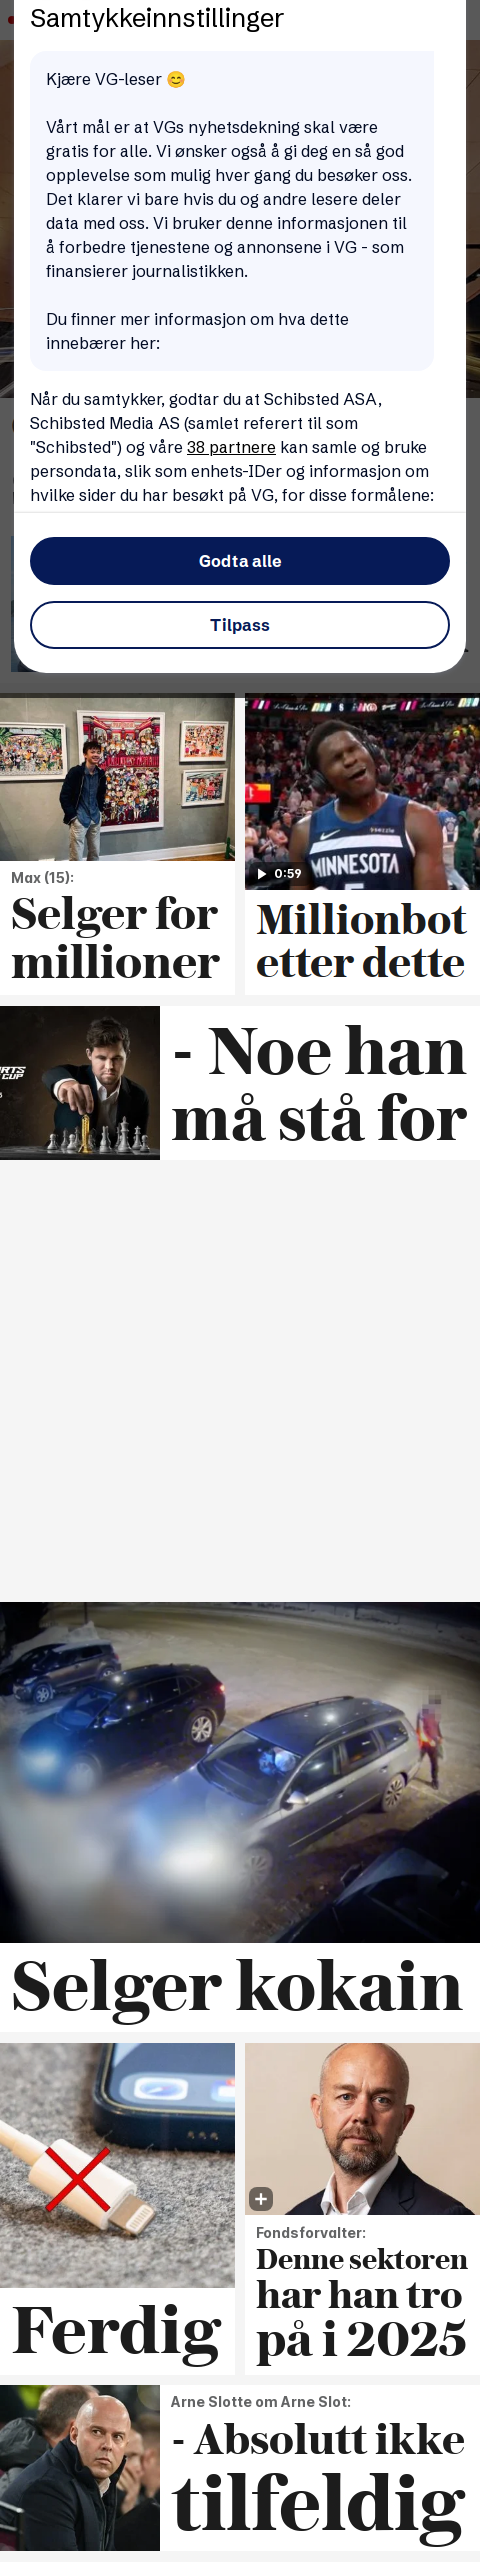 Samtykkeinnstillinger
Kjære VG-leser 😊
Vårt mål er at VGs nyhetsdekning skal være
gratis for alle. Vi ønsker også å gi deg en så god
opplevelse som mulig hver gang du besøker oss.
Det klarer vi bare hvis du og andre lesere deler
data med oss. Vi bruker denne informasjonen til
å forbedre tjenestene og annonsene i VG - som
finansierer journalistikken.
Du finner mer informasjon om hva dette
innebærer her:
Når du samtykker, godtar du at Schibsted ASA,
Schibsted Media AS (samlet referert til som
"Schibsted") og våre 38 partnere kan samle og bruke
persondata, slik som enhets-IDer og informasjon om
hvilke sider du har besøkt på VG, for disse formålene:
Godta alle
Tilpass
Max (15):
Selger for
millioner
MINNESOTA
0:59
Millionbot
etter dette
CUP
- Noe han
må stå for
Selger kokain
Ferdig
Fondsforvalter:
Denne sektoren
har han tro
på i 2025
Arne Slotte om Arne Slot:
- Absolutt ikke
tilfeldig